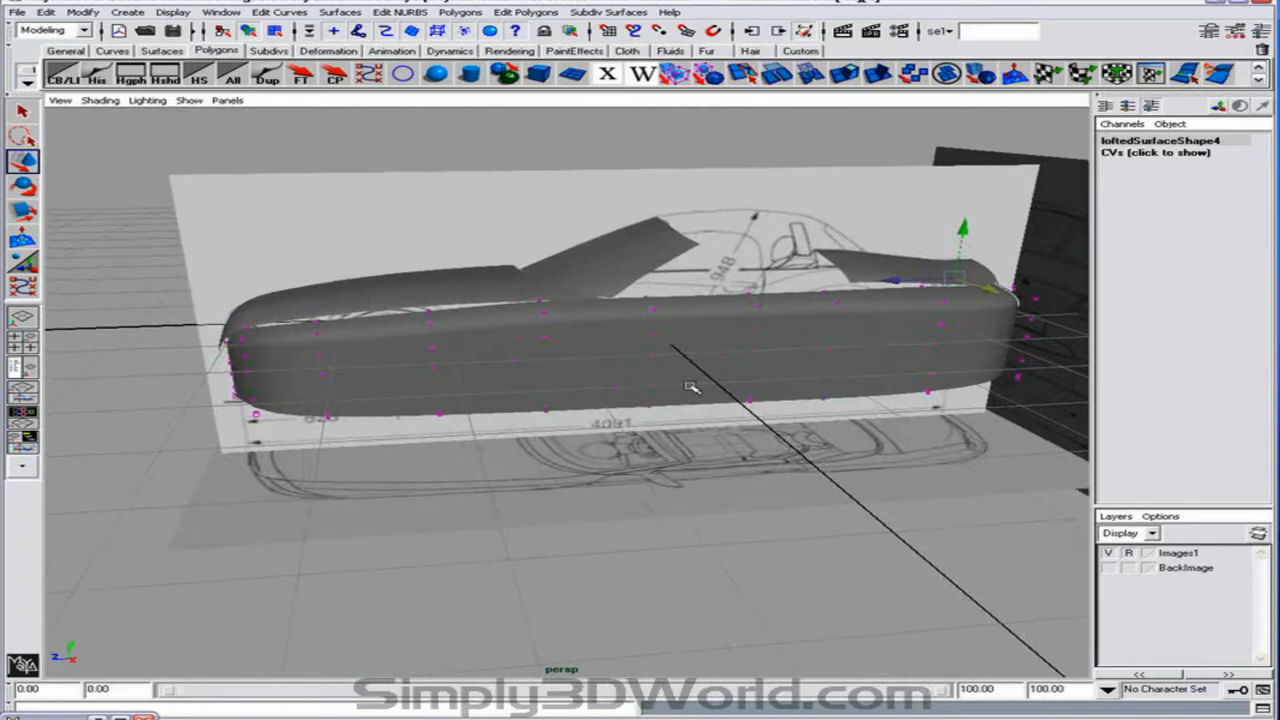 File Edit Modify Create Display Window Edit Curves Surfaces Edit NURBS Polygons Edit Polygons Subdiv Surfaces Help
Modeling
sel
General Curves Surfaces Polygons Subdivs Deformation Animation Dynamics Rendering PaintEffects Cloth Fluids Fur Hair Custom
CB/LI His Hgph Hshd HS All Dup FT CP X W
View Shading Lighting Show Panels
Channels Object
loftedSurfaceShape4
CVs (click to show)
948
4091
Layers Options
Display
V R Images1
BackImage
persp
0.00 0.00 100.00 100.00 No Character Set
Simply3DWorld.com